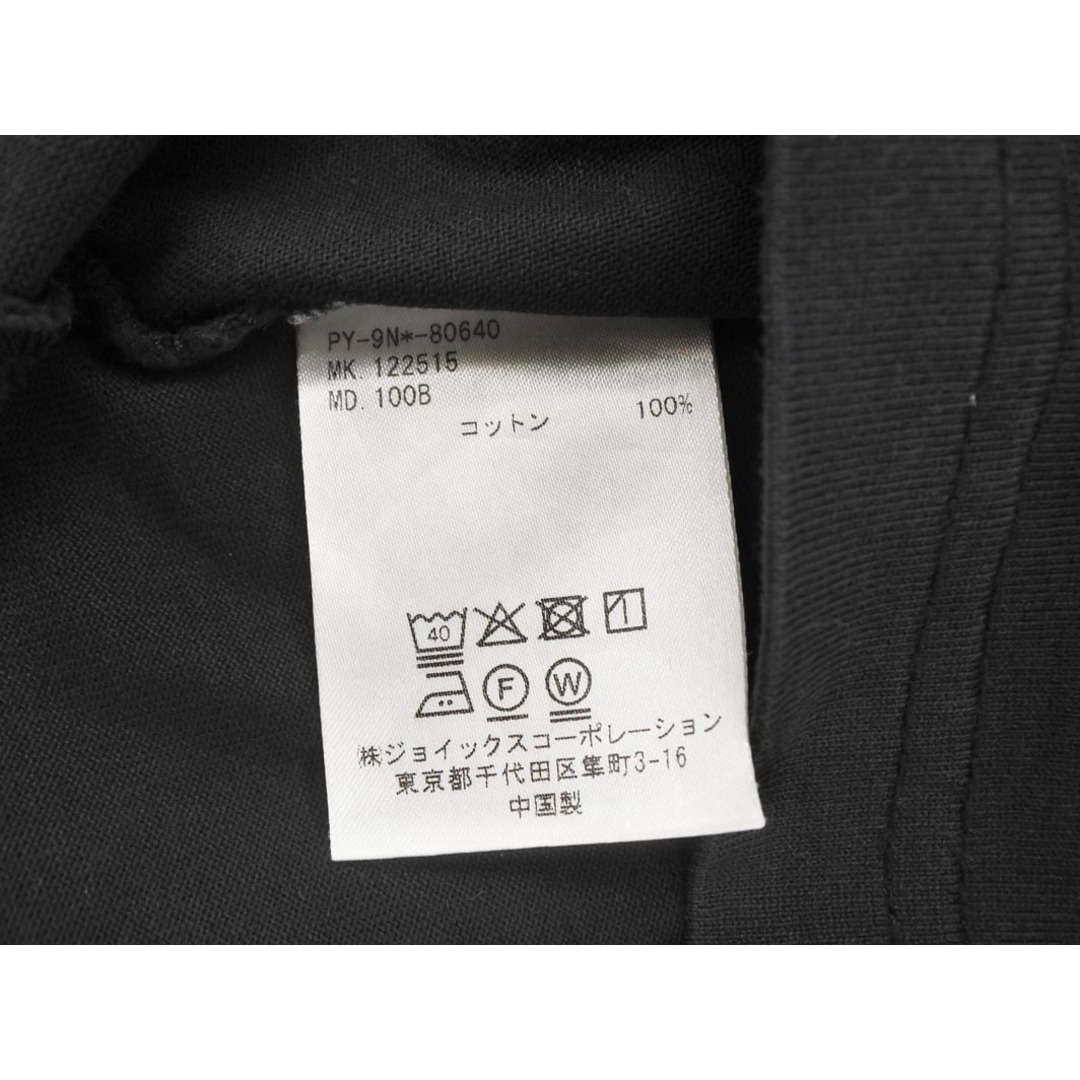 PY-9N*-80640
MK. 122515
MD. 100B
コットン 100%
40
F W
㈱ジョイックスコーポレーション
東京都千代田区隼町3-16
中国製